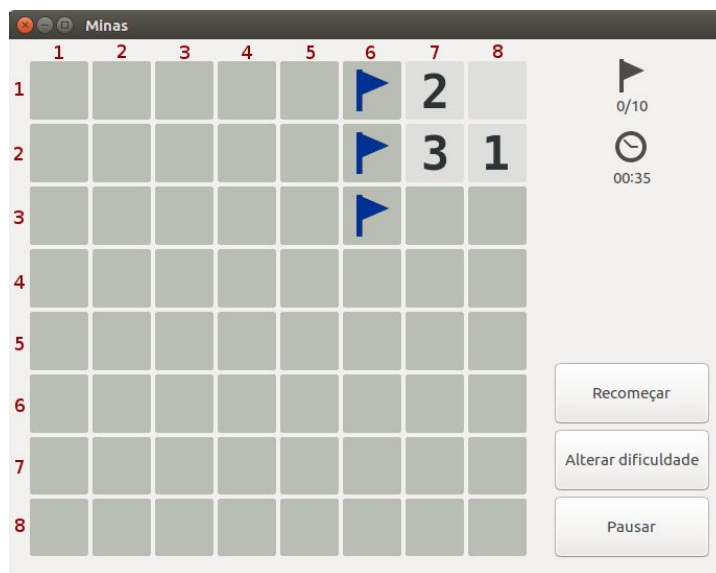 Minas
1 2 3 4 5 6 7 8
1 2
0/10
2 3 1
00:35
3
4
5
6
Recomeçar
7
Alterar dificuldade
8
Pausar